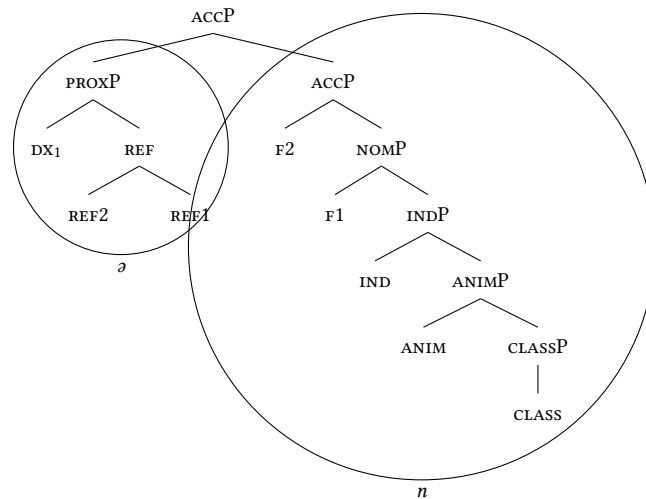 ACCP
PROXP ACCP
DX₁ REF F2 NOMP
REF2 REF1 F1 INDP
ə IND ANIMP
ANIM CLASSP
CLASS
u